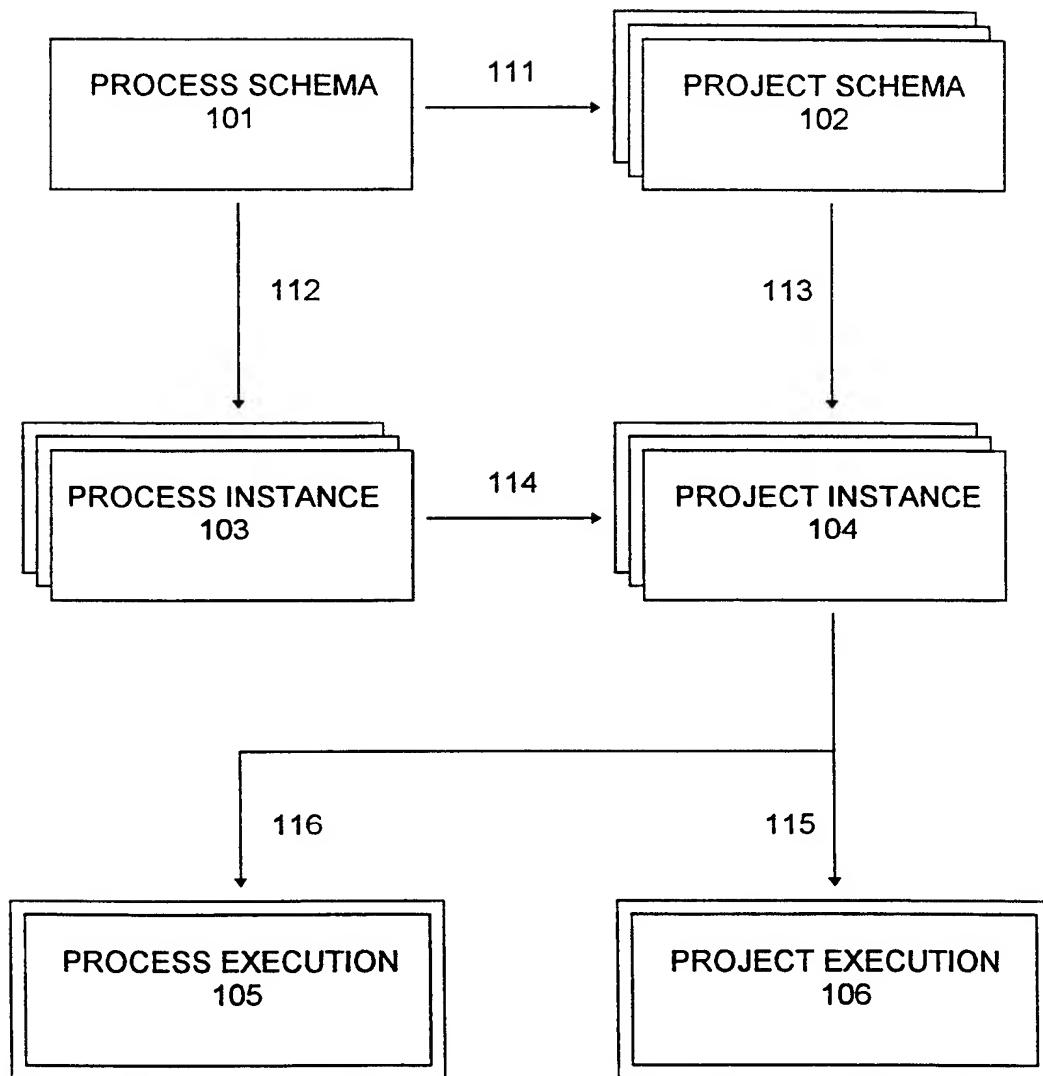 PROCESS SCHEMA
101
111
PROJECT SCHEMA
102
112
113
PROCESS INSTANCE
103
114
PROJECT INSTANCE
104
116
115
PROCESS EXECUTION
105
PROJECT EXECUTION
106